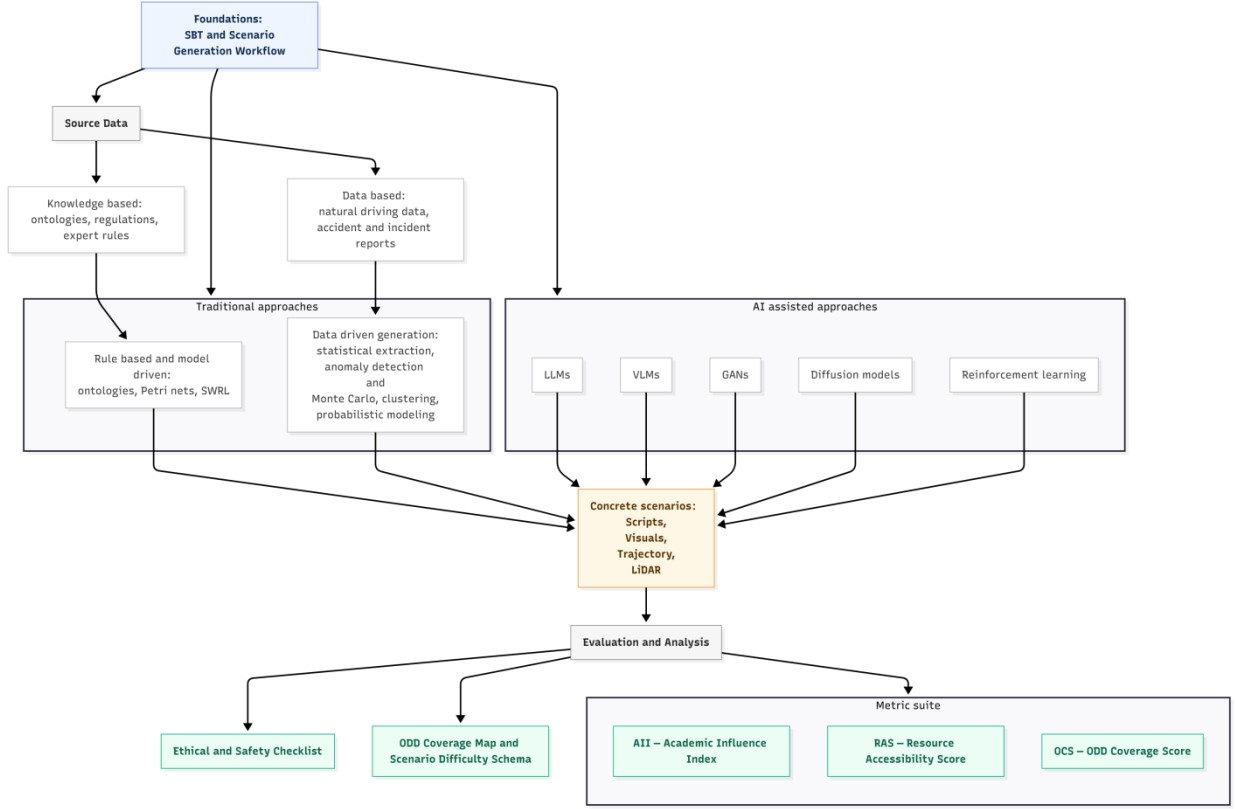 Foundations:
SBT and Scenario
Generation Workflow
Source Data
Knowledge based:
ontologies, regulations,
expert rules
Data based:
natural driving data,
accident and incident
reports
Traditional approaches
Rule based and model
driven:
ontologies, Petri nets, SWRL
Data driven generation:
statistical extraction,
anomaly detection
and
Monte Carlo, clustering,
probabilistic modeling
AI assisted approaches
LLMs
VLMs
GANs
Diffusion models
Reinforcement learning
Concrete scenarios:
Scripts,
Visuals,
Trajectory,
LiDAR
Evaluation and Analysis
Ethical and Safety Checklist
ODD Coverage Map and
Scenario Difficulty Schema
Metric suite
AII – Academic Influence
Index
RAS – Resource
Accessibility Score
OCS – ODD Coverage Score